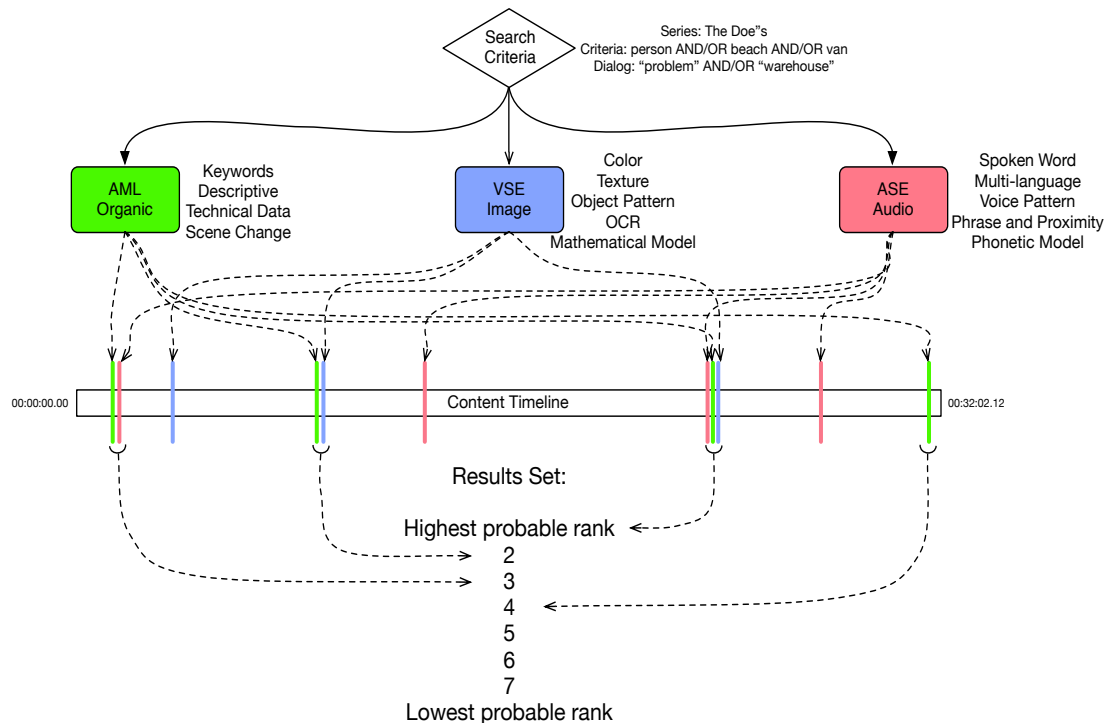 Search
Criteria
Series: The Doe"s
Criteria: person AND/OR beach AND/OR van
Dialog: “problem” AND/OR “warehouse”
AML
Organic
Keywords
Descriptive
Technical Data
Scene Change
VSE
Image
Color
Texture
Object Pattern
OCR
Mathematical Model
ASE
Audio
Spoken Word
Multi-language
Voice Pattern
Phrase and Proximity
Phonetic Model
00:00:00.00
Content Timeline
00:32:02.12
Results Set:
Highest probable rank
2
3
4
5
6
7
Lowest probable rank